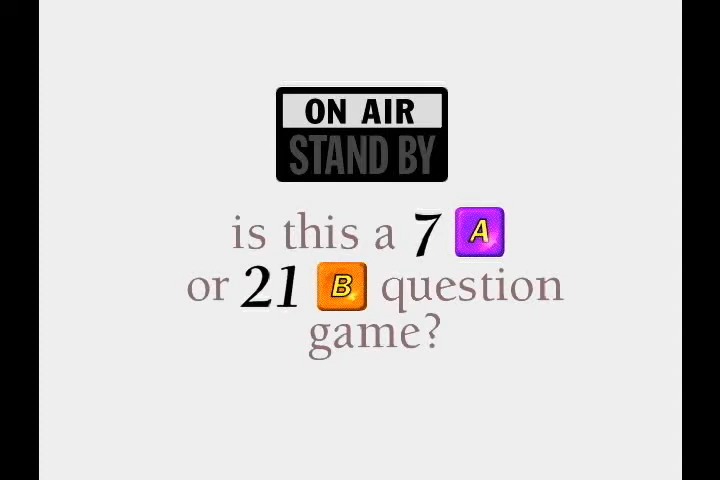 ON AIR
STAND BY
is this a 7 A
or 21 B question
game?